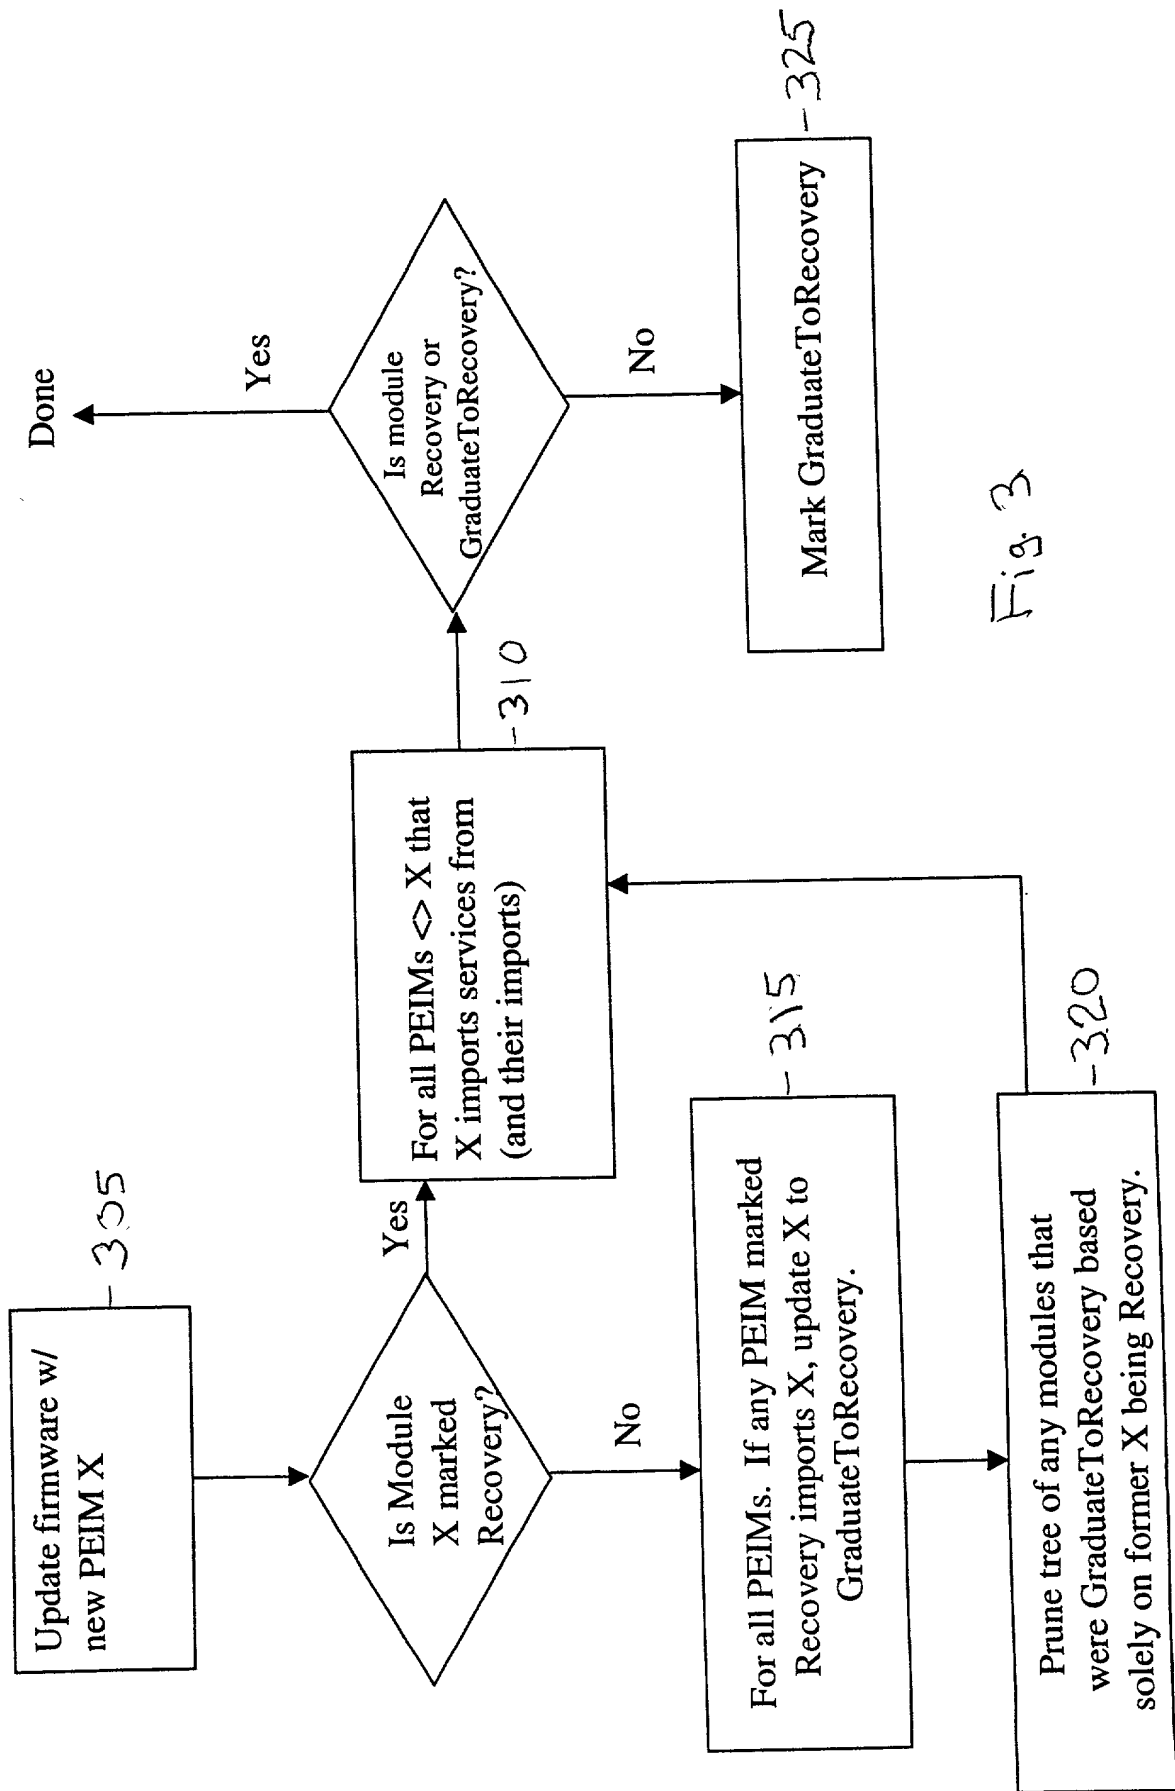 Update firmware w/
new PEIM X
-305
Is Module
X marked
Recovery?
Yes
No
For all PEIMs <> X that
X imports services from
(and their imports)
-310
Is module
Recovery or
GraduateToRecovery?
Yes
Done
No
Mark GraduateToRecovery
-325
For all PEIMs. If any PEIM marked
Recovery imports X, update X to
GraduateToRecovery.
-315
Prune tree of any modules that
were GraduateToRecovery based
solely on former X being Recovery.
-320
Fig. 3